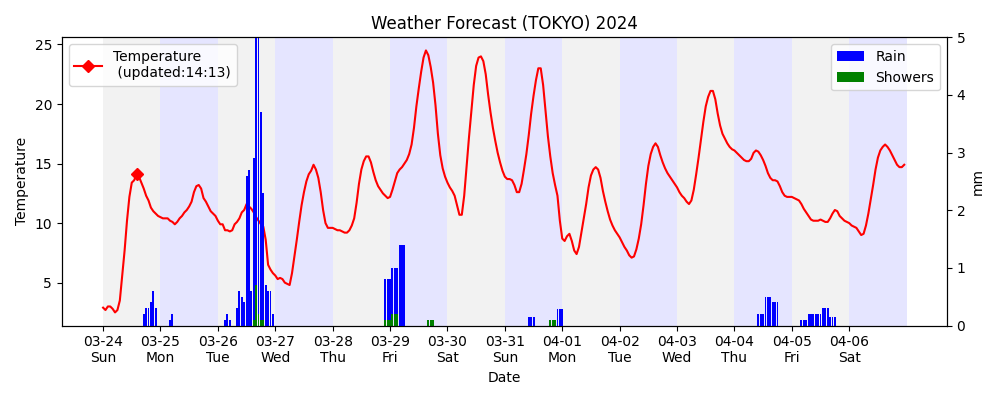 Weather Forecast (TOKYO) 2024
Temperature
(updated:14:13)
Rain
Showers
Temperature
25
20
15
10
5
5
4
3
2
1
0
mm
03-24 03-25 03-26 03-27 03-28 03-29 03-30 03-31 04-01 04-02 04-03 04-04 04-05 04-06
Sun Mon Tue Wed Thu Fri Sat Sun Mon Tue Wed Thu Fri Sat
Date